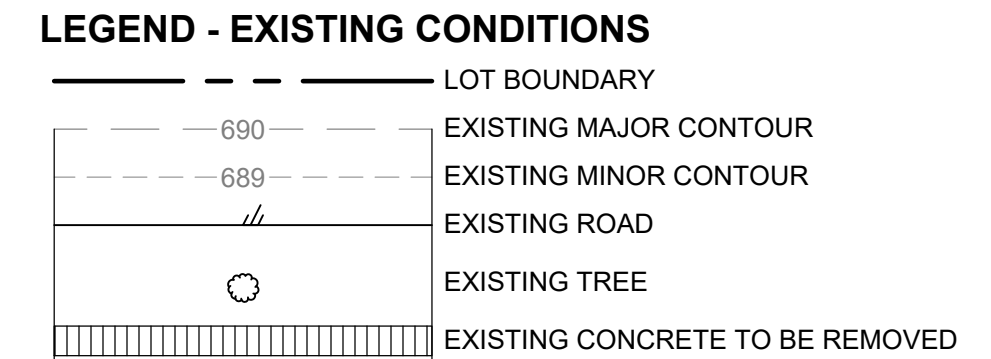 LEGEND - EXISTING CONDITIONS
LOT BOUNDARY
690 EXISTING MAJOR CONTOUR
689 EXISTING MINOR CONTOUR
EXISTING ROAD
EXISTING TREE
EXISTING CONCRETE TO BE REMOVED